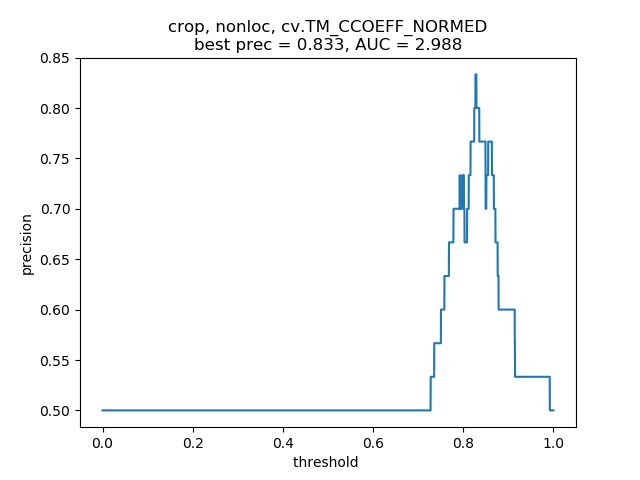 crop, nonloc, cv.TM_CCOEFF_NORMED
best prec = 0.833, AUC = 2.988
0.85
0.80
0.75
0.70
0.65
0.60
0.55
0.50
precision
0.0 0.2 0.4 0.6 0.8 1.0
threshold